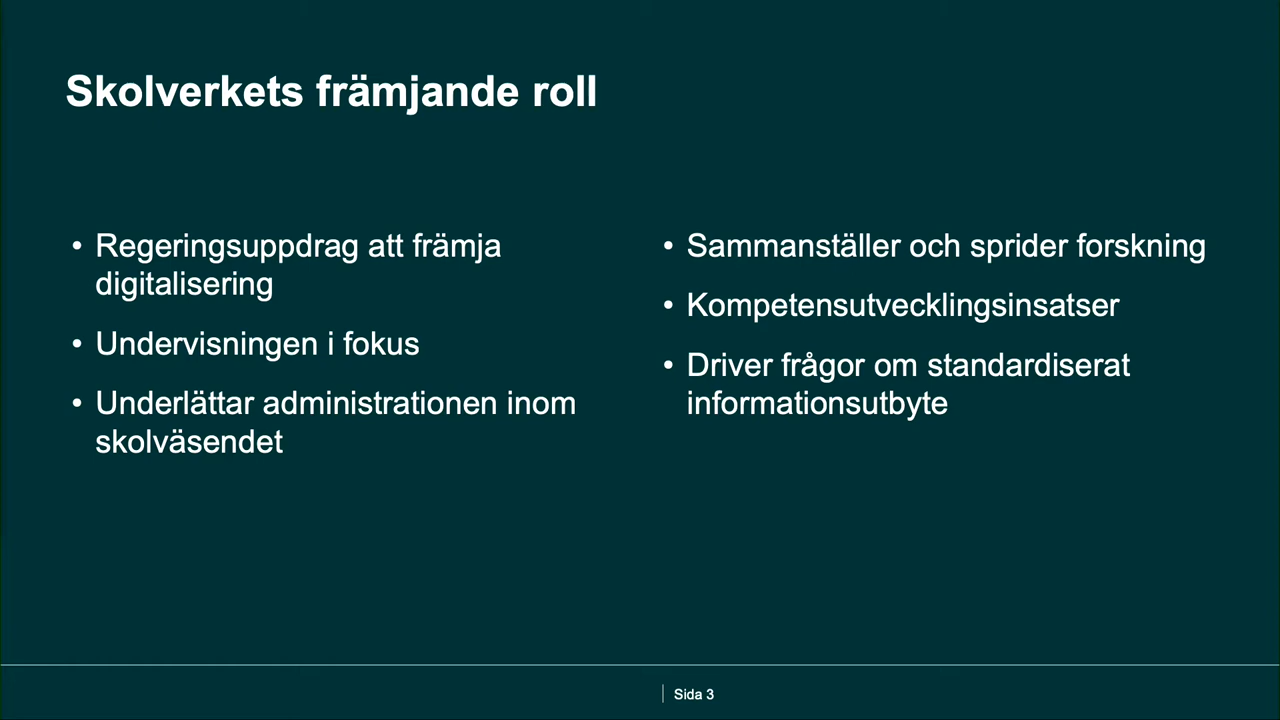 Skolverkets främjande roll
• Regeringsuppdrag att främja
digitalisering
• Undervisningen i fokus
• Underlättar administrationen inom
skolväsendet
• Sammanställer och sprider forskning
• Kompetensutvecklingsinsatser
• Driver frågor om standardiserat
informationsutbyte
Sida 3